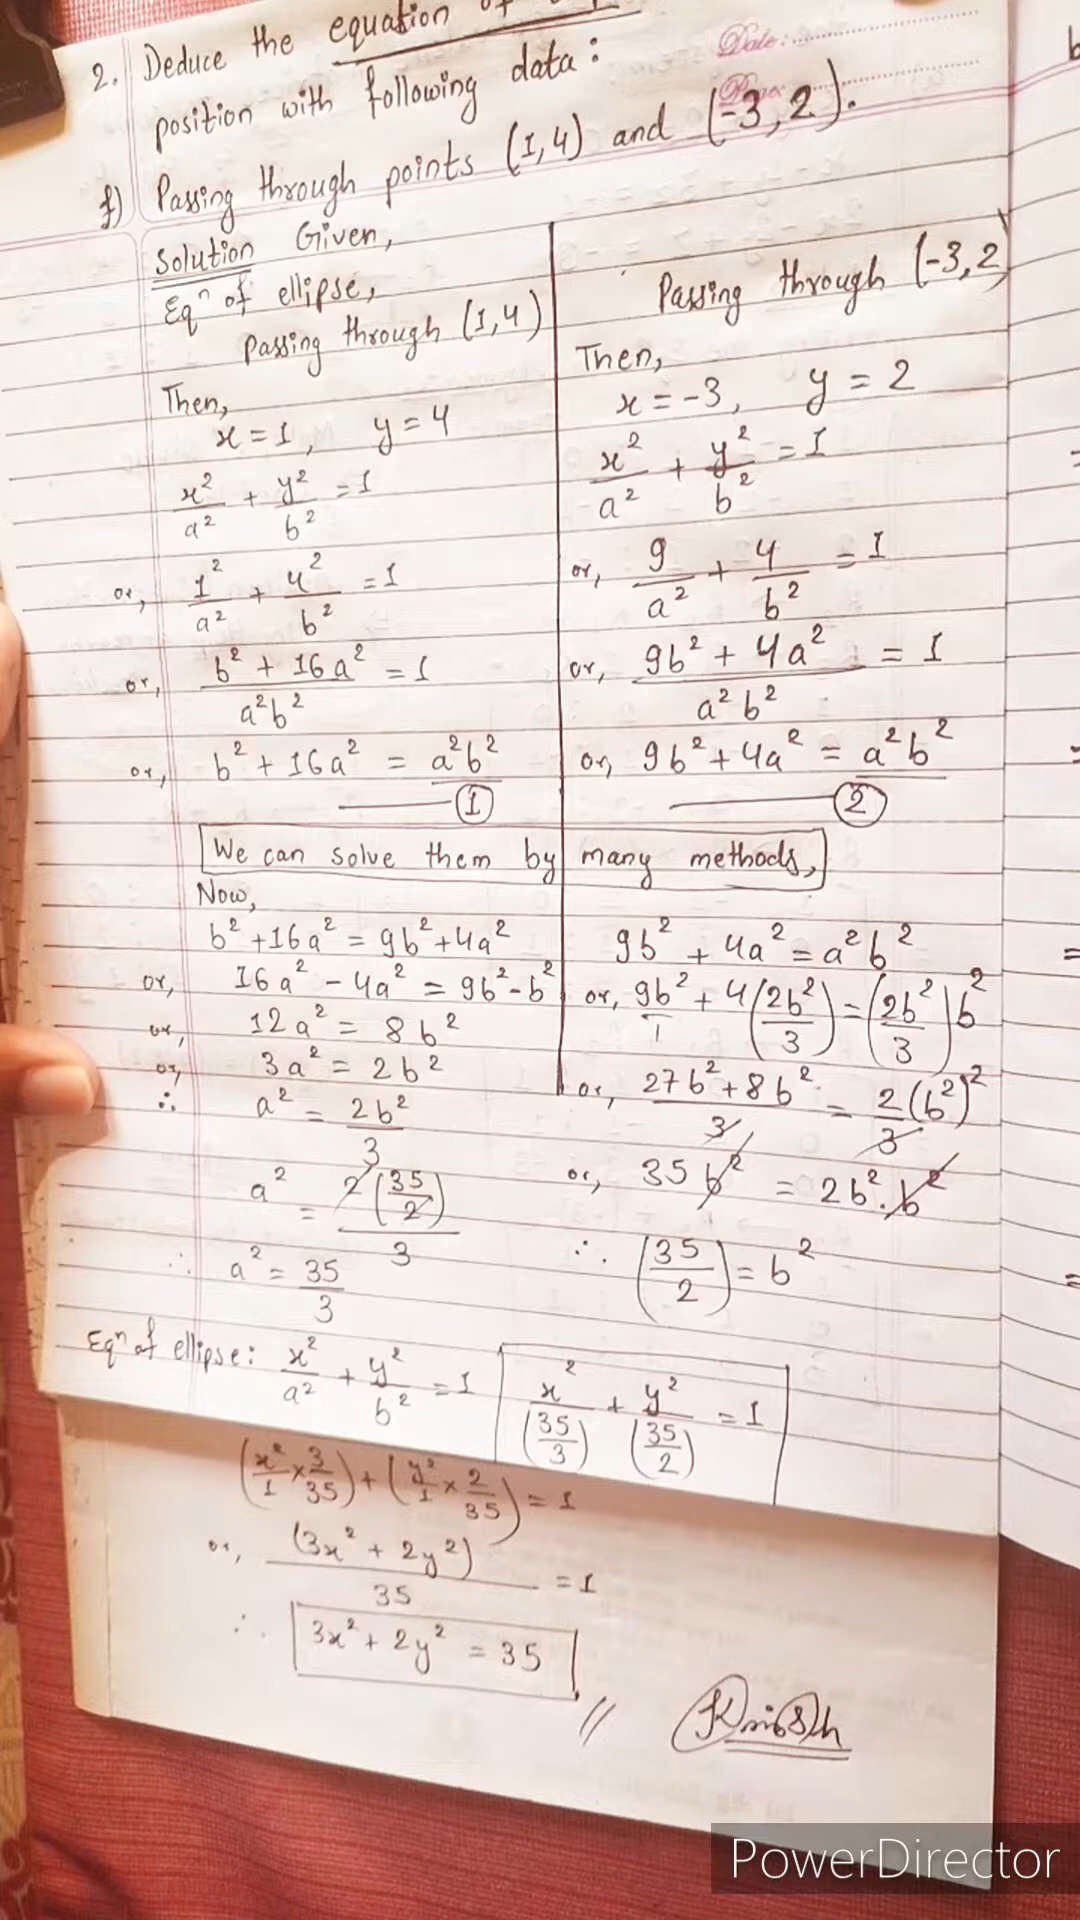 2. Deduce the equation of
position with following data:
Date:
f) Passing through points (1,4) and (-3,2).
Solution Given,
Eqⁿ of ellipse,
passing through (1,4)
Then,
x = 1, y = 4
x²/a² + y²/b² = 1
or, 1²/a² + 4²/b² = 1
or, (b² + 16a²)/(a²b²) = 1
or, b² + 16a² = a²b²
①
Passing through (-3,2
Then,
x = -3, y = 2
x²/a² + y²/b² = 1
or, 9/a² + 4/b² = 1
or, (9b² + 4a²)/(a²b²) = 1
or, 9b² + 4a² = a²b²
②
We can solve them by many methods,
Now,
b² + 16a² = 9b² + 4a²
or, 16a² - 4a² = 9b² - b²
or, 12a² = 8b²
or, 3a² = 2b²
∴ a² = 2b²/3
a² = 2(35/2)/3
∴ a² = 35/3
9b² + 4a² = a²b²
or, 9b²/1 + 4(2b²/3) = (2b²/3)b²
or, (27b² + 8b²)/3 = 2(b²)²/3
or, 35b² = 2b².b²
∴ (35/2) = b²
Eqⁿ of ellipse: x²/a² + y²/b² = 1
x²/(35/3) + y²/(35/2) = 1
(x²/1 × 3/35) + (y²/1 × 2/35) = 1
or, (3x² + 2y²)/35 = 1
∴ 3x² + 2y² = 35
PowerDirector